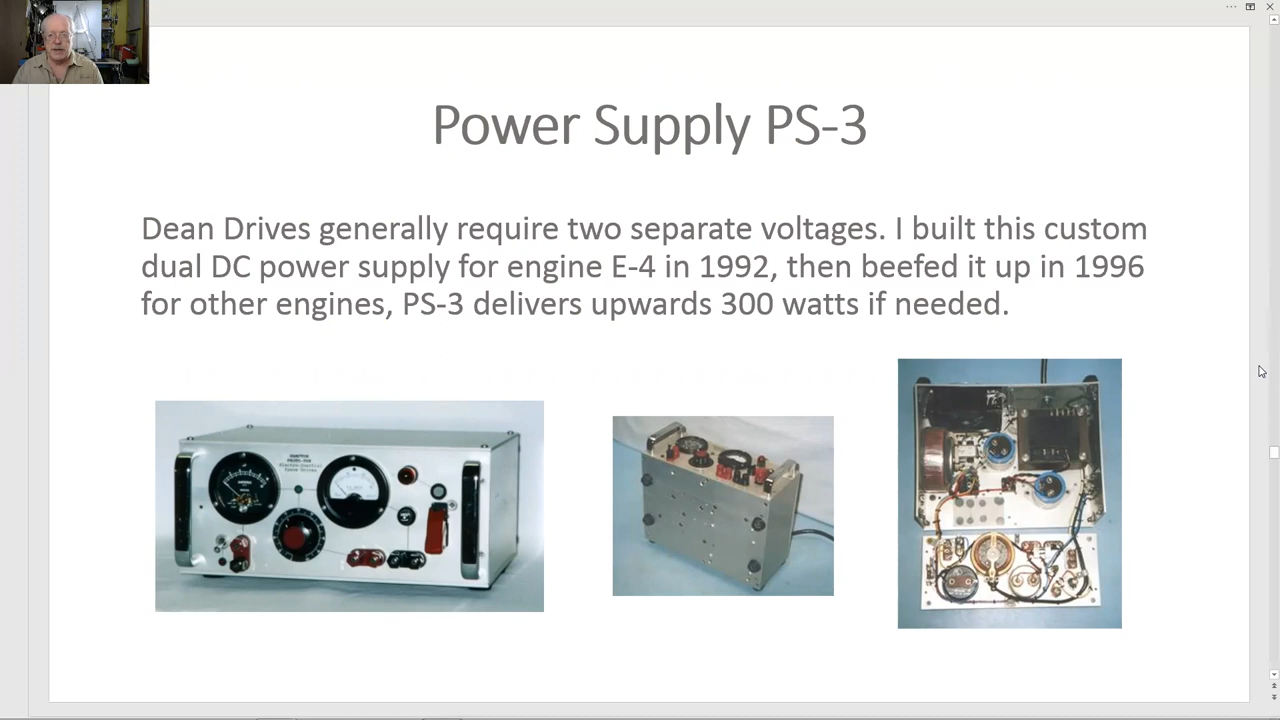 Power Supply PS-3
Dean Drives generally require two separate voltages. I built this custom
dual DC power supply for engine E-4 in 1992, then beefed it up in 1996
for other engines, PS-3 delivers upwards 300 watts if needed.